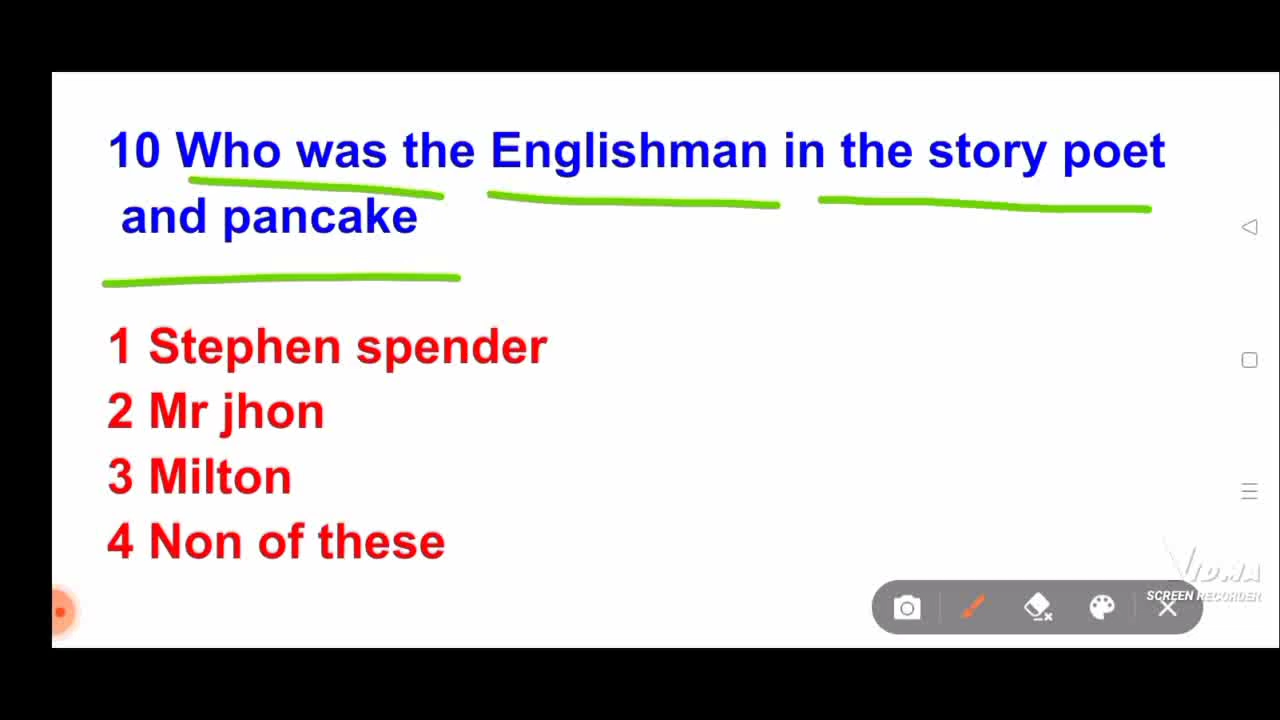 10 Who was the Englishman in the story poet
and pancake
1 Stephen spender
2 Mr jhon
3 Milton
4 Non of these
VIDMA
SCREEN RECORDER